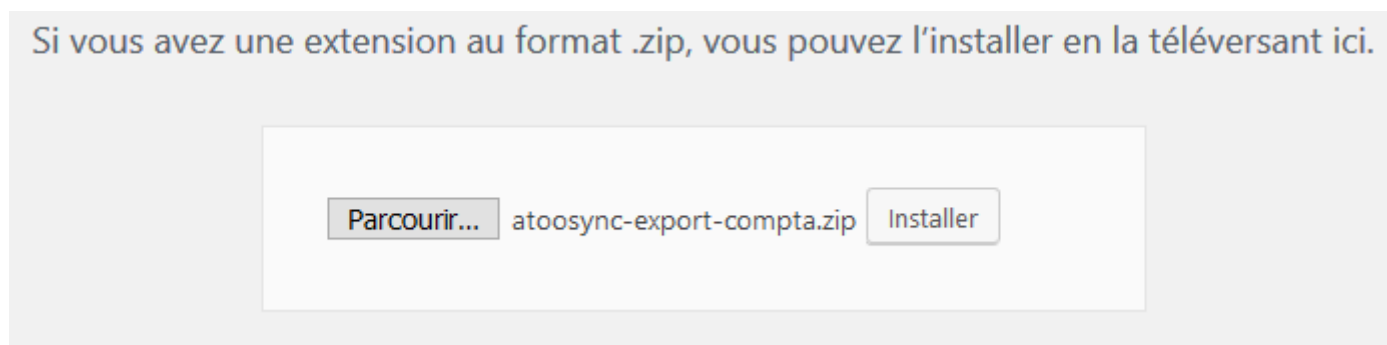 Si vous avez une extension au format .zip, vous pouvez l’installer en la téléversant ici.
Parcourir... atoosync-export-compta.zip Installer